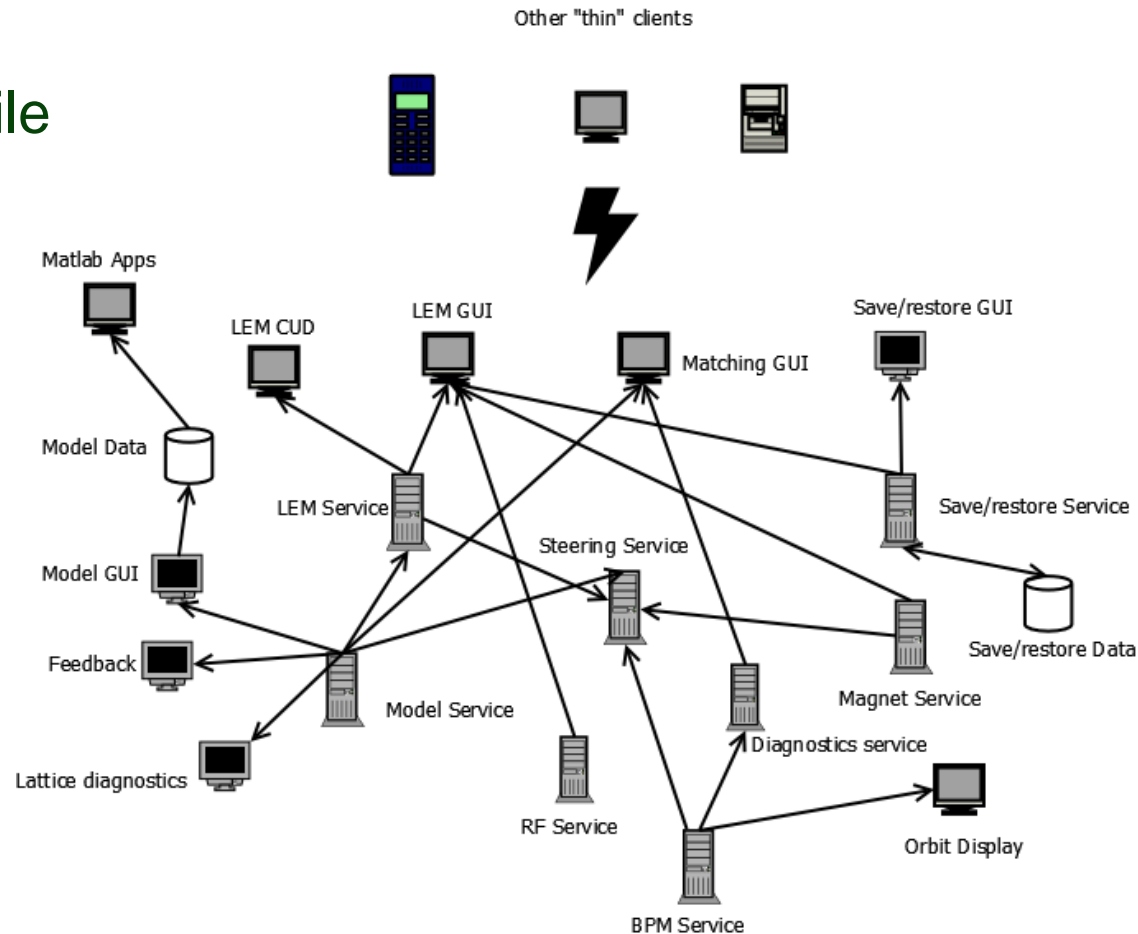 Other "thin" clients
ile
Matlab Apps
LEM CUD
LEM GUI
Save/restore GUI
Matching GUI
Model Data
LEM Service
Save/restore Service
Steering Service
Model GUI
Feedback
Save/restore Data
Magnet Service
Model Service
Diagnostics service
Lattice diagnostics
RF Service
Orbit Display
BPM Service